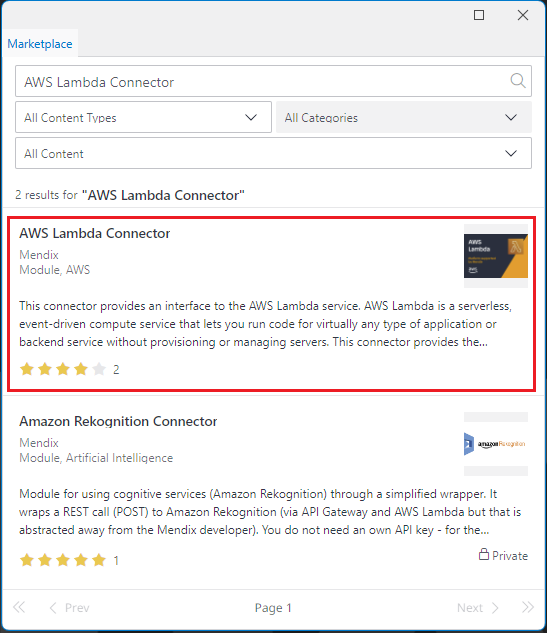 Marketplace
AWS Lambda Connector
All Content Types
All Categories
All Content
2 results for "AWS Lambda Connector"
AWS Lambda Connector
Mendix
Module, AWS
AWS
Lambda
aws
This connector provides an interface to the AWS Lambda service. AWS Lambda is a serverless,
event-driven compute service that lets you run code for virtually any type of application or
backend service without provisioning or managing servers. This connector provides the...
2
Amazon Rekognition Connector
Mendix
Module, Artificial Intelligence
amazon Rekognition
Module for using cognitive services (Amazon Rekognition) through a simplified wrapper. It
wraps a REST call (POST) to Amazon Rekognition (via API Gateway and AWS Lambda but that is
abstracted away from the Mendix developer). You do not need an own API key - for the...
1
Private
Prev
Page 1
Next